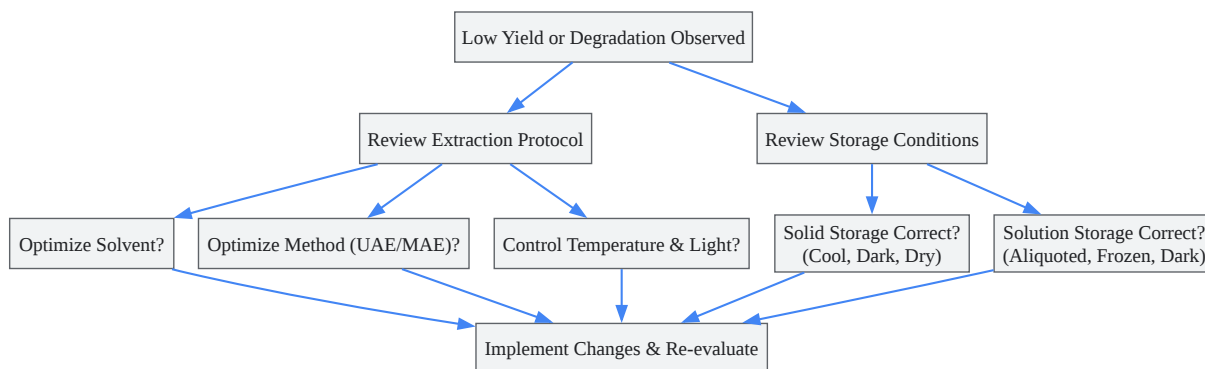 Low Yield or Degradation Observed
Review Extraction Protocol
Review Storage Conditions
Optimize Solvent?
Optimize Method (UAE/MAE)?
Control Temperature & Light?
Solid Storage Correct?
(Cool, Dark, Dry)
Solution Storage Correct?
(Aliquoted, Frozen, Dark)
Implement Changes & Re-evaluate